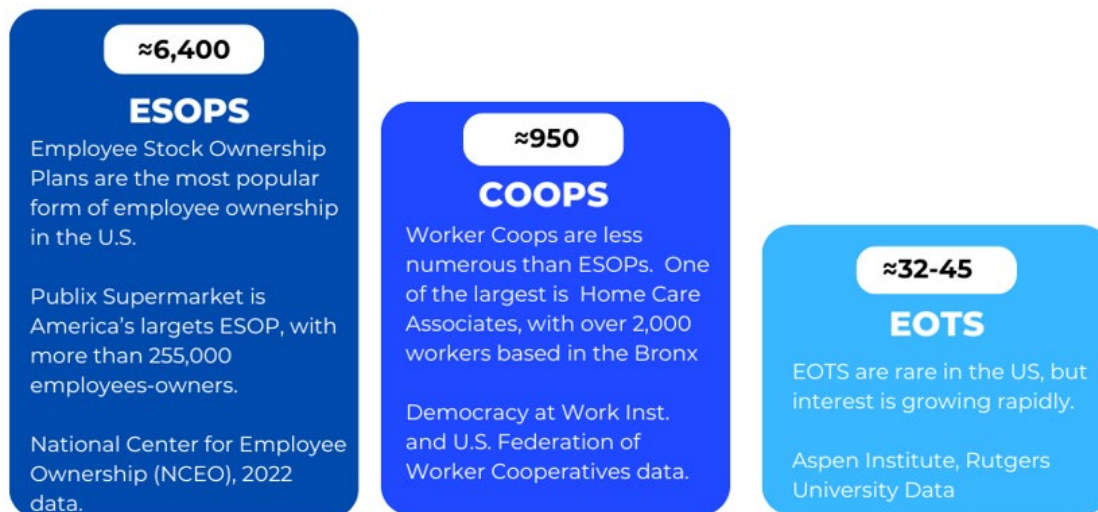 ≈6,400
ESOPS
Employee Stock Ownership
Plans are the most popular
form of employee ownership
in the U.S.
Publix Supermarket is
America's largets ESOP, with
more than 255,000
employees-owners.
National Center for Employee
Ownership (NCEO), 2022
data.
≈950
COOPS
Worker Coops are less
numerous than ESOPs. One
of the largest is Home Care
Associates, with over 2,000
workers based in the Bronx
Democracy at Work Inst.
and U.S. Federation of
Worker Cooperatives data.
≈32-45
EOTS
EOTS are rare in the US, but
interest is growing rapidly.
Aspen Institute, Rutgers
University Data